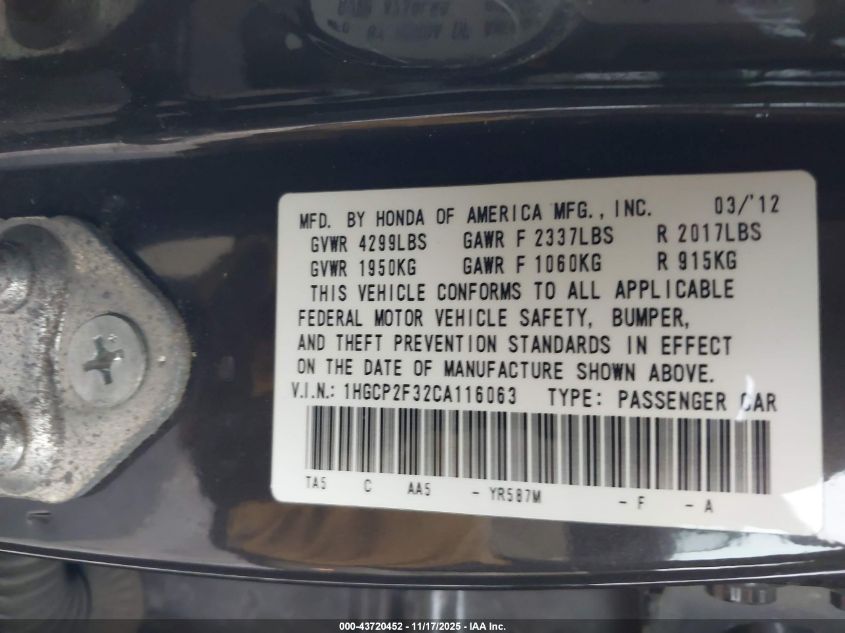 MFD. BY HONDA OF AMERICA MFG., INC. 03/'12
GVWR 4299LBS GAWR F 2337LBS R 2017LBS
GVWR 1950KG GAWR F 1060KG R 915KG
THIS VEHICLE CONFORMS TO ALL APPLICABLE
FEDERAL MOTOR VEHICLE SAFETY, BUMPER,
AND THEFT PREVENTION STANDARDS IN EFFECT
ON THE DATE OF MANUFACTURE SHOWN ABOVE.
V.I.N.: 1HGCP2F32CA116063 TYPE: PASSENGER CAR
TA5 C AA5 - YR587M - F - A
000-43720452 - 11/17/2025 - IAA Inc.